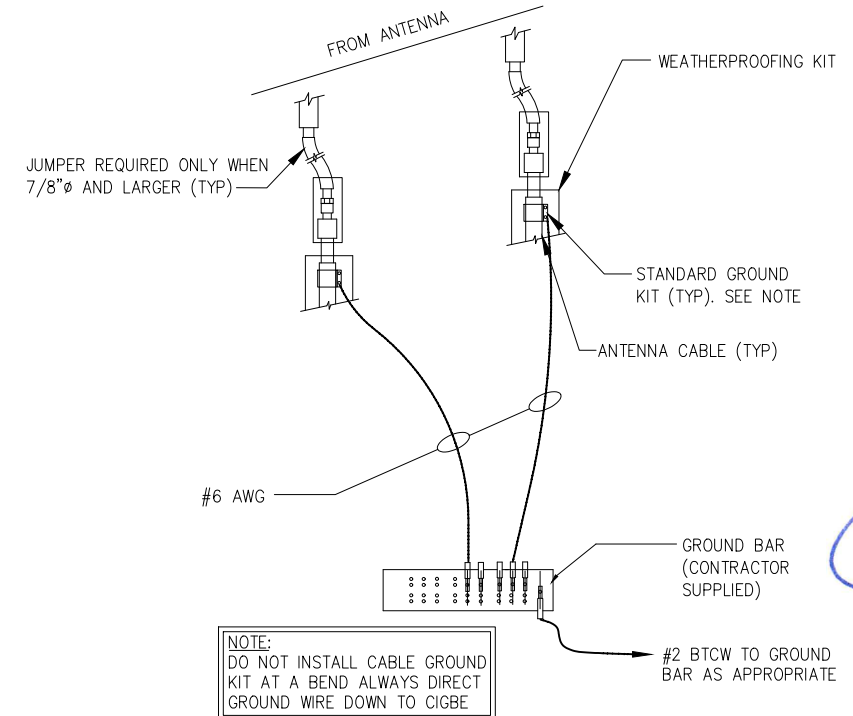 FROM ANTENNA
WEATHERPROOFING KIT
JUMPER REQUIRED ONLY WHEN
7/8"ø AND LARGER (TYP)
STANDARD GROUND
KIT (TYP). SEE NOTE
ANTENNA CABLE (TYP)
#6 AWG
GROUND BAR
(CONTRACTOR
SUPPLIED)
#2 BTCW TO GROUND
BAR AS APPROPRIATE
NOTE:
DO NOT INSTALL CABLE GROUND
KIT AT A BEND ALWAYS DIRECT
GROUND WIRE DOWN TO CIGBE